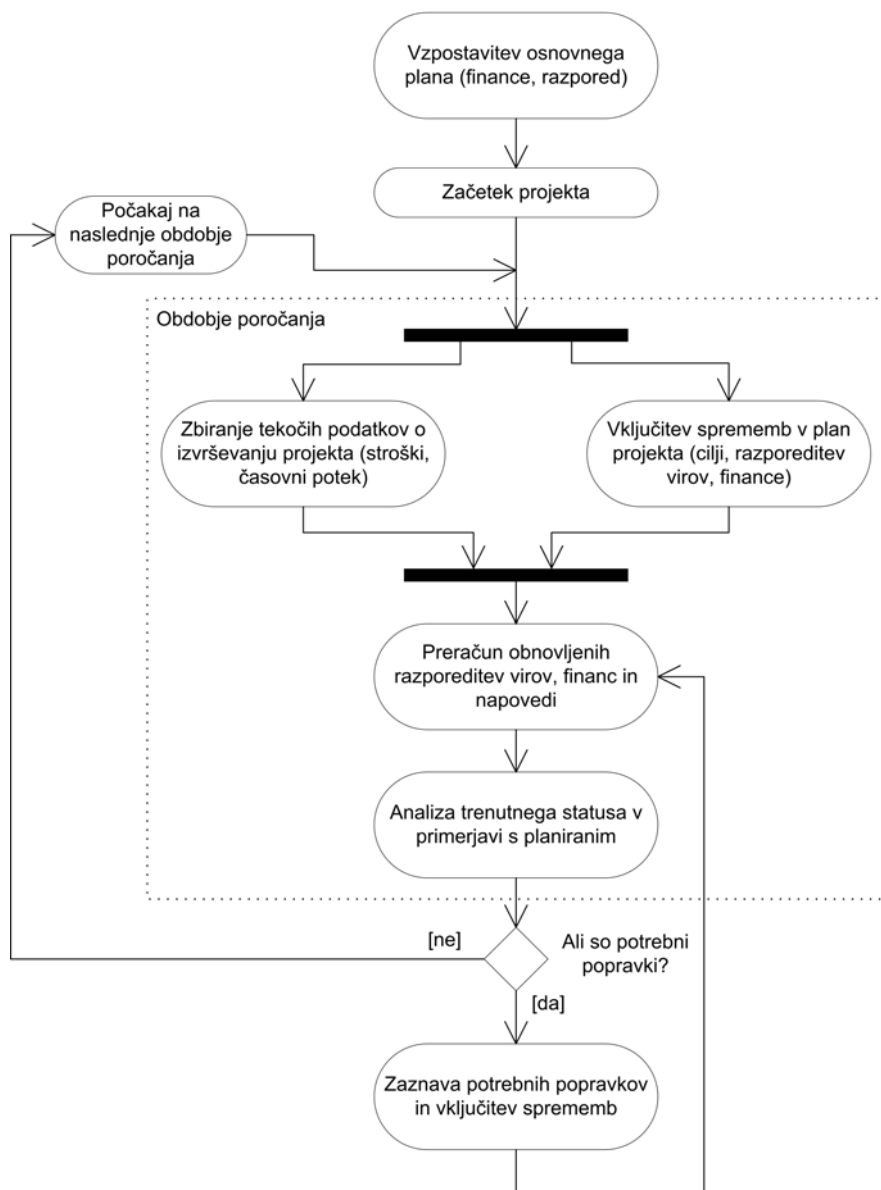 Vzpostavitev osnovnega
plana (finance, razpored)
Začetek projekta
Počakaj na
naslednje obdobje
poročanja
Obdobje poročanja
Zbiranje tekočih podatkov o
izvrševanju projekta (stroški,
časovni potek)
Vključitev sprememb v plan
projekta (cilji, razporeditev
virov, finance)
Preračun obnovljenih
razporeditev virov, financ in
napovedi
Analiza trenutnega statusa v
primerjavi s planiranim
[ne]
Ali so potrebni
popravki?
[da]
Zaznava potrebnih popravkov
in vključitev sprememb